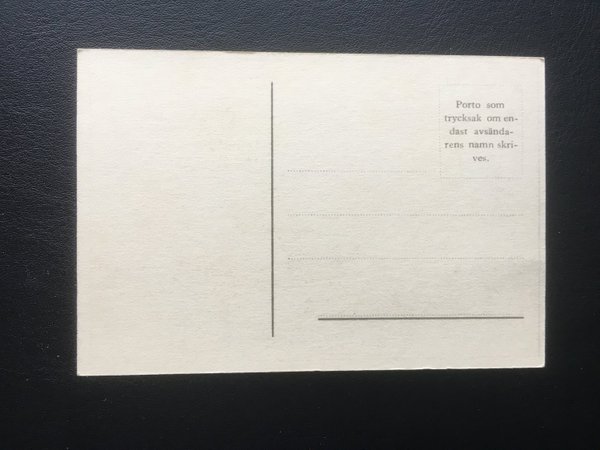 Porto som
trycksak om en-
dast avsända-
rens namn skri-
ves.